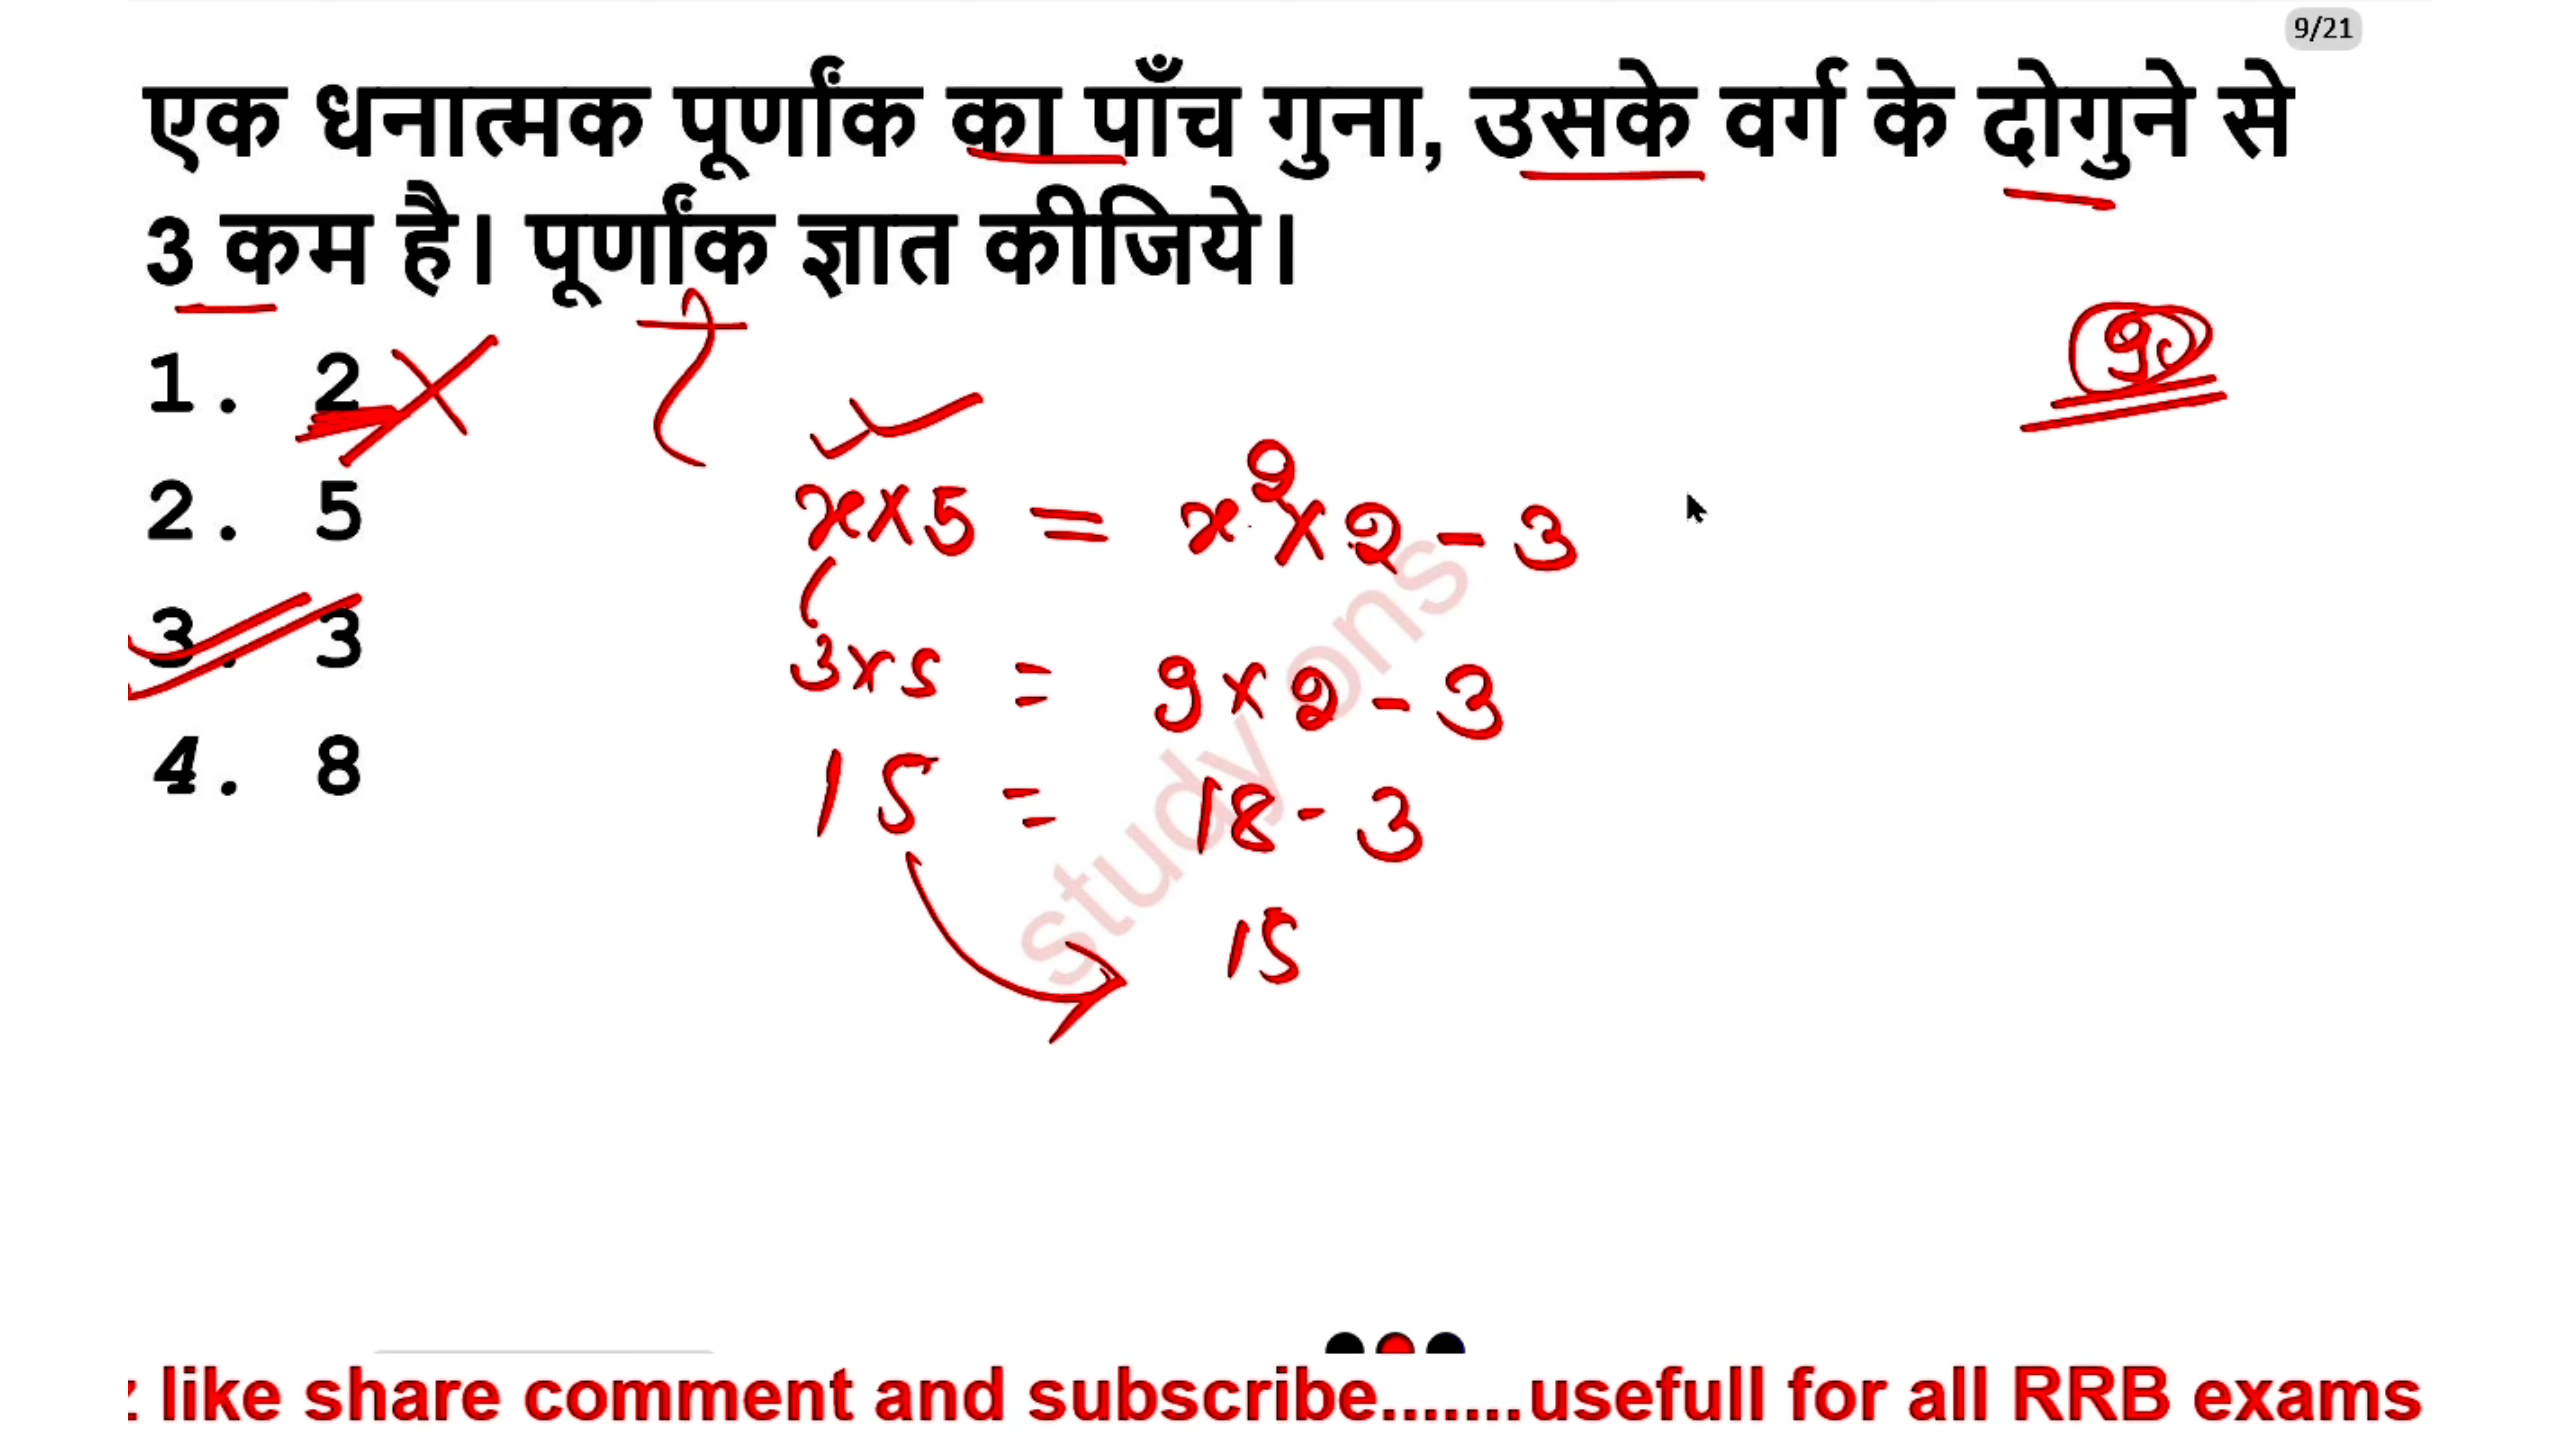 9/21
एक धनात्मक पूर्णांक का पाँच गुना, उसके वर्ग के दोगुने से
3 कम है। पूर्णांक ज्ञात कीजिये।
1. 2
2. 5
3. 3
4. 8
x×5 = x²×2-3
3×5 = 9×2-3
15 = 18-3
15
study ons
like share comment and subscribe.......usefull for all RRB exams